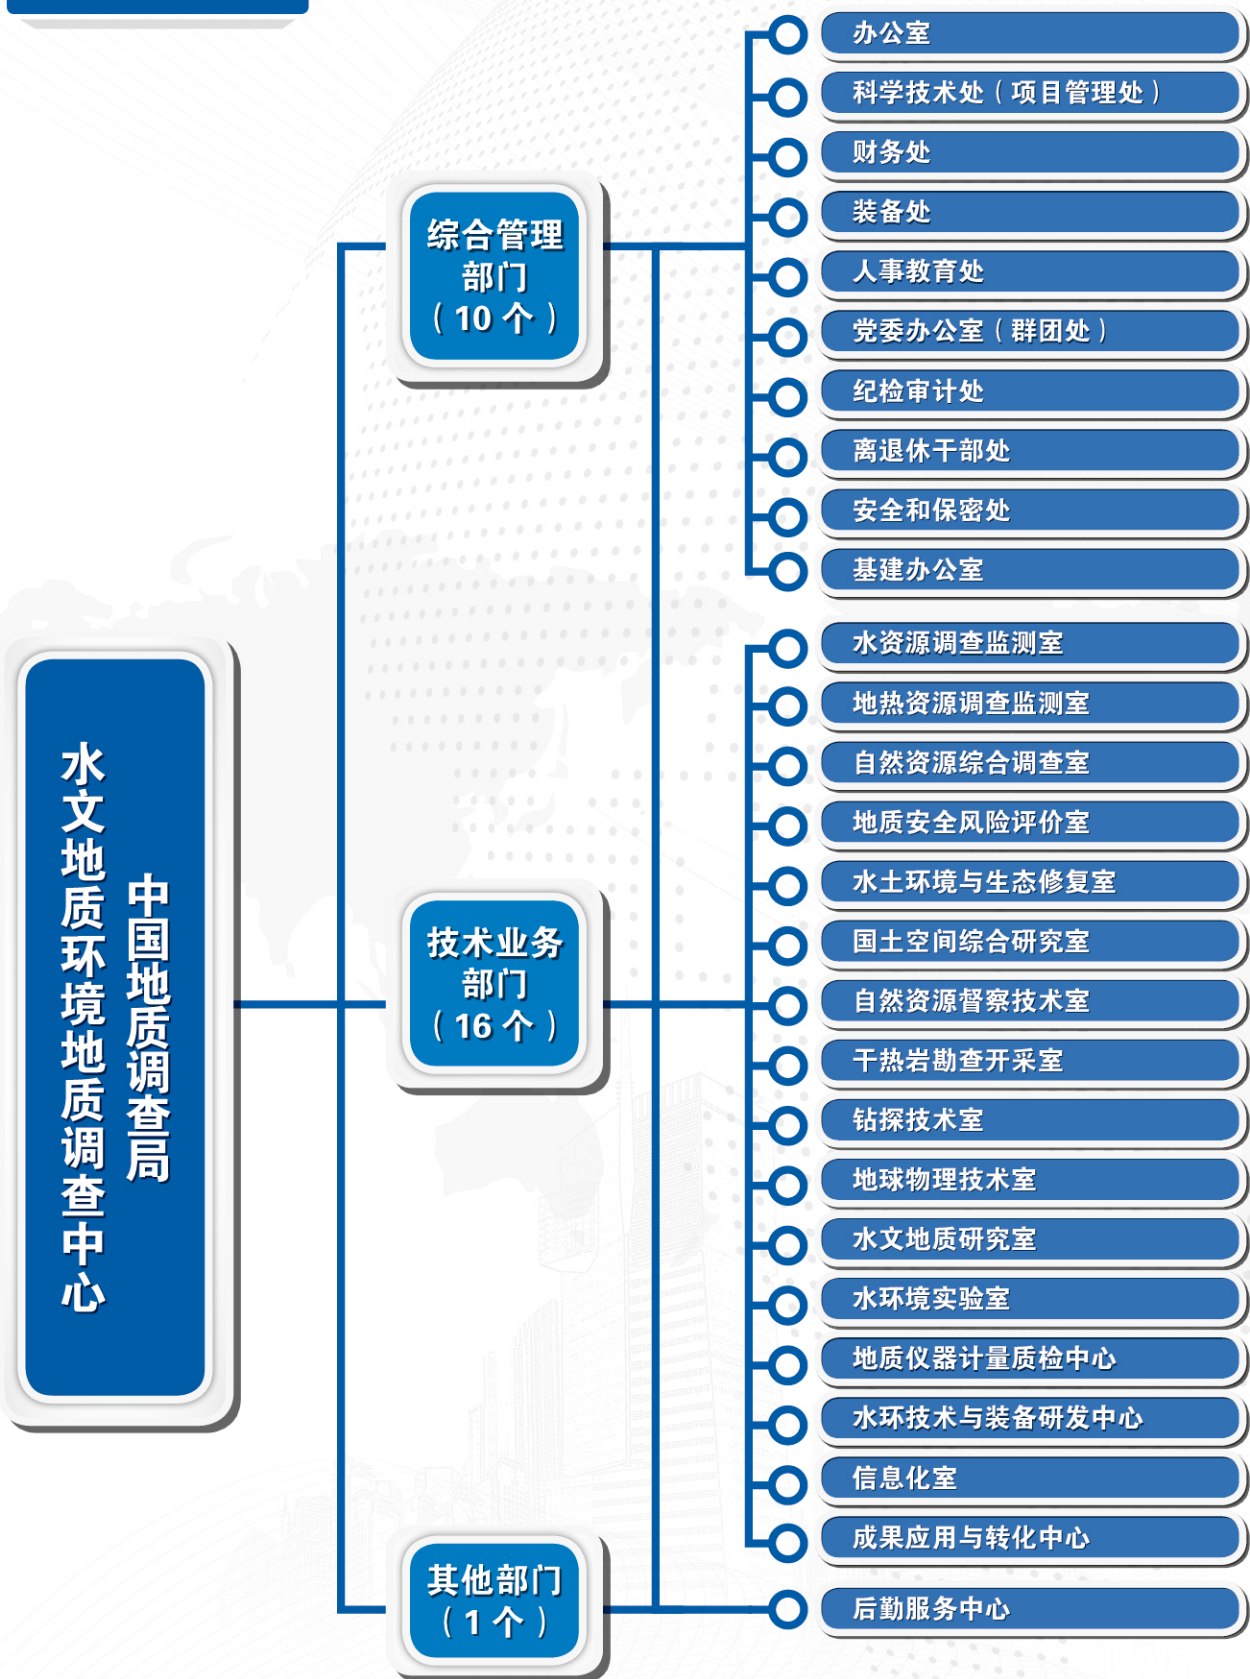 中国地质调查局
水文地质环境地质调查中心
综合管理
部门
（10 个）
办公室
科学技术处（项目管理处）
财务处
装备处
人事教育处
党委办公室（群团处）
纪检审计处
离退休干部处
安全和保密处
基建办公室
技术业务
部门
（16 个）
水资源调查监测室
地热资源调查监测室
自然资源综合调查室
地质安全风险评价室
水土环境与生态修复室
国土空间综合研究室
自然资源督察技术室
干热岩勘查开采室
钻探技术室
地球物理技术室
水文地质研究室
水环境实验室
地质仪器计量质检中心
水环技术与装备研发中心
信息化室
成果应用与转化中心
其他部门
（1 个）
后勤服务中心